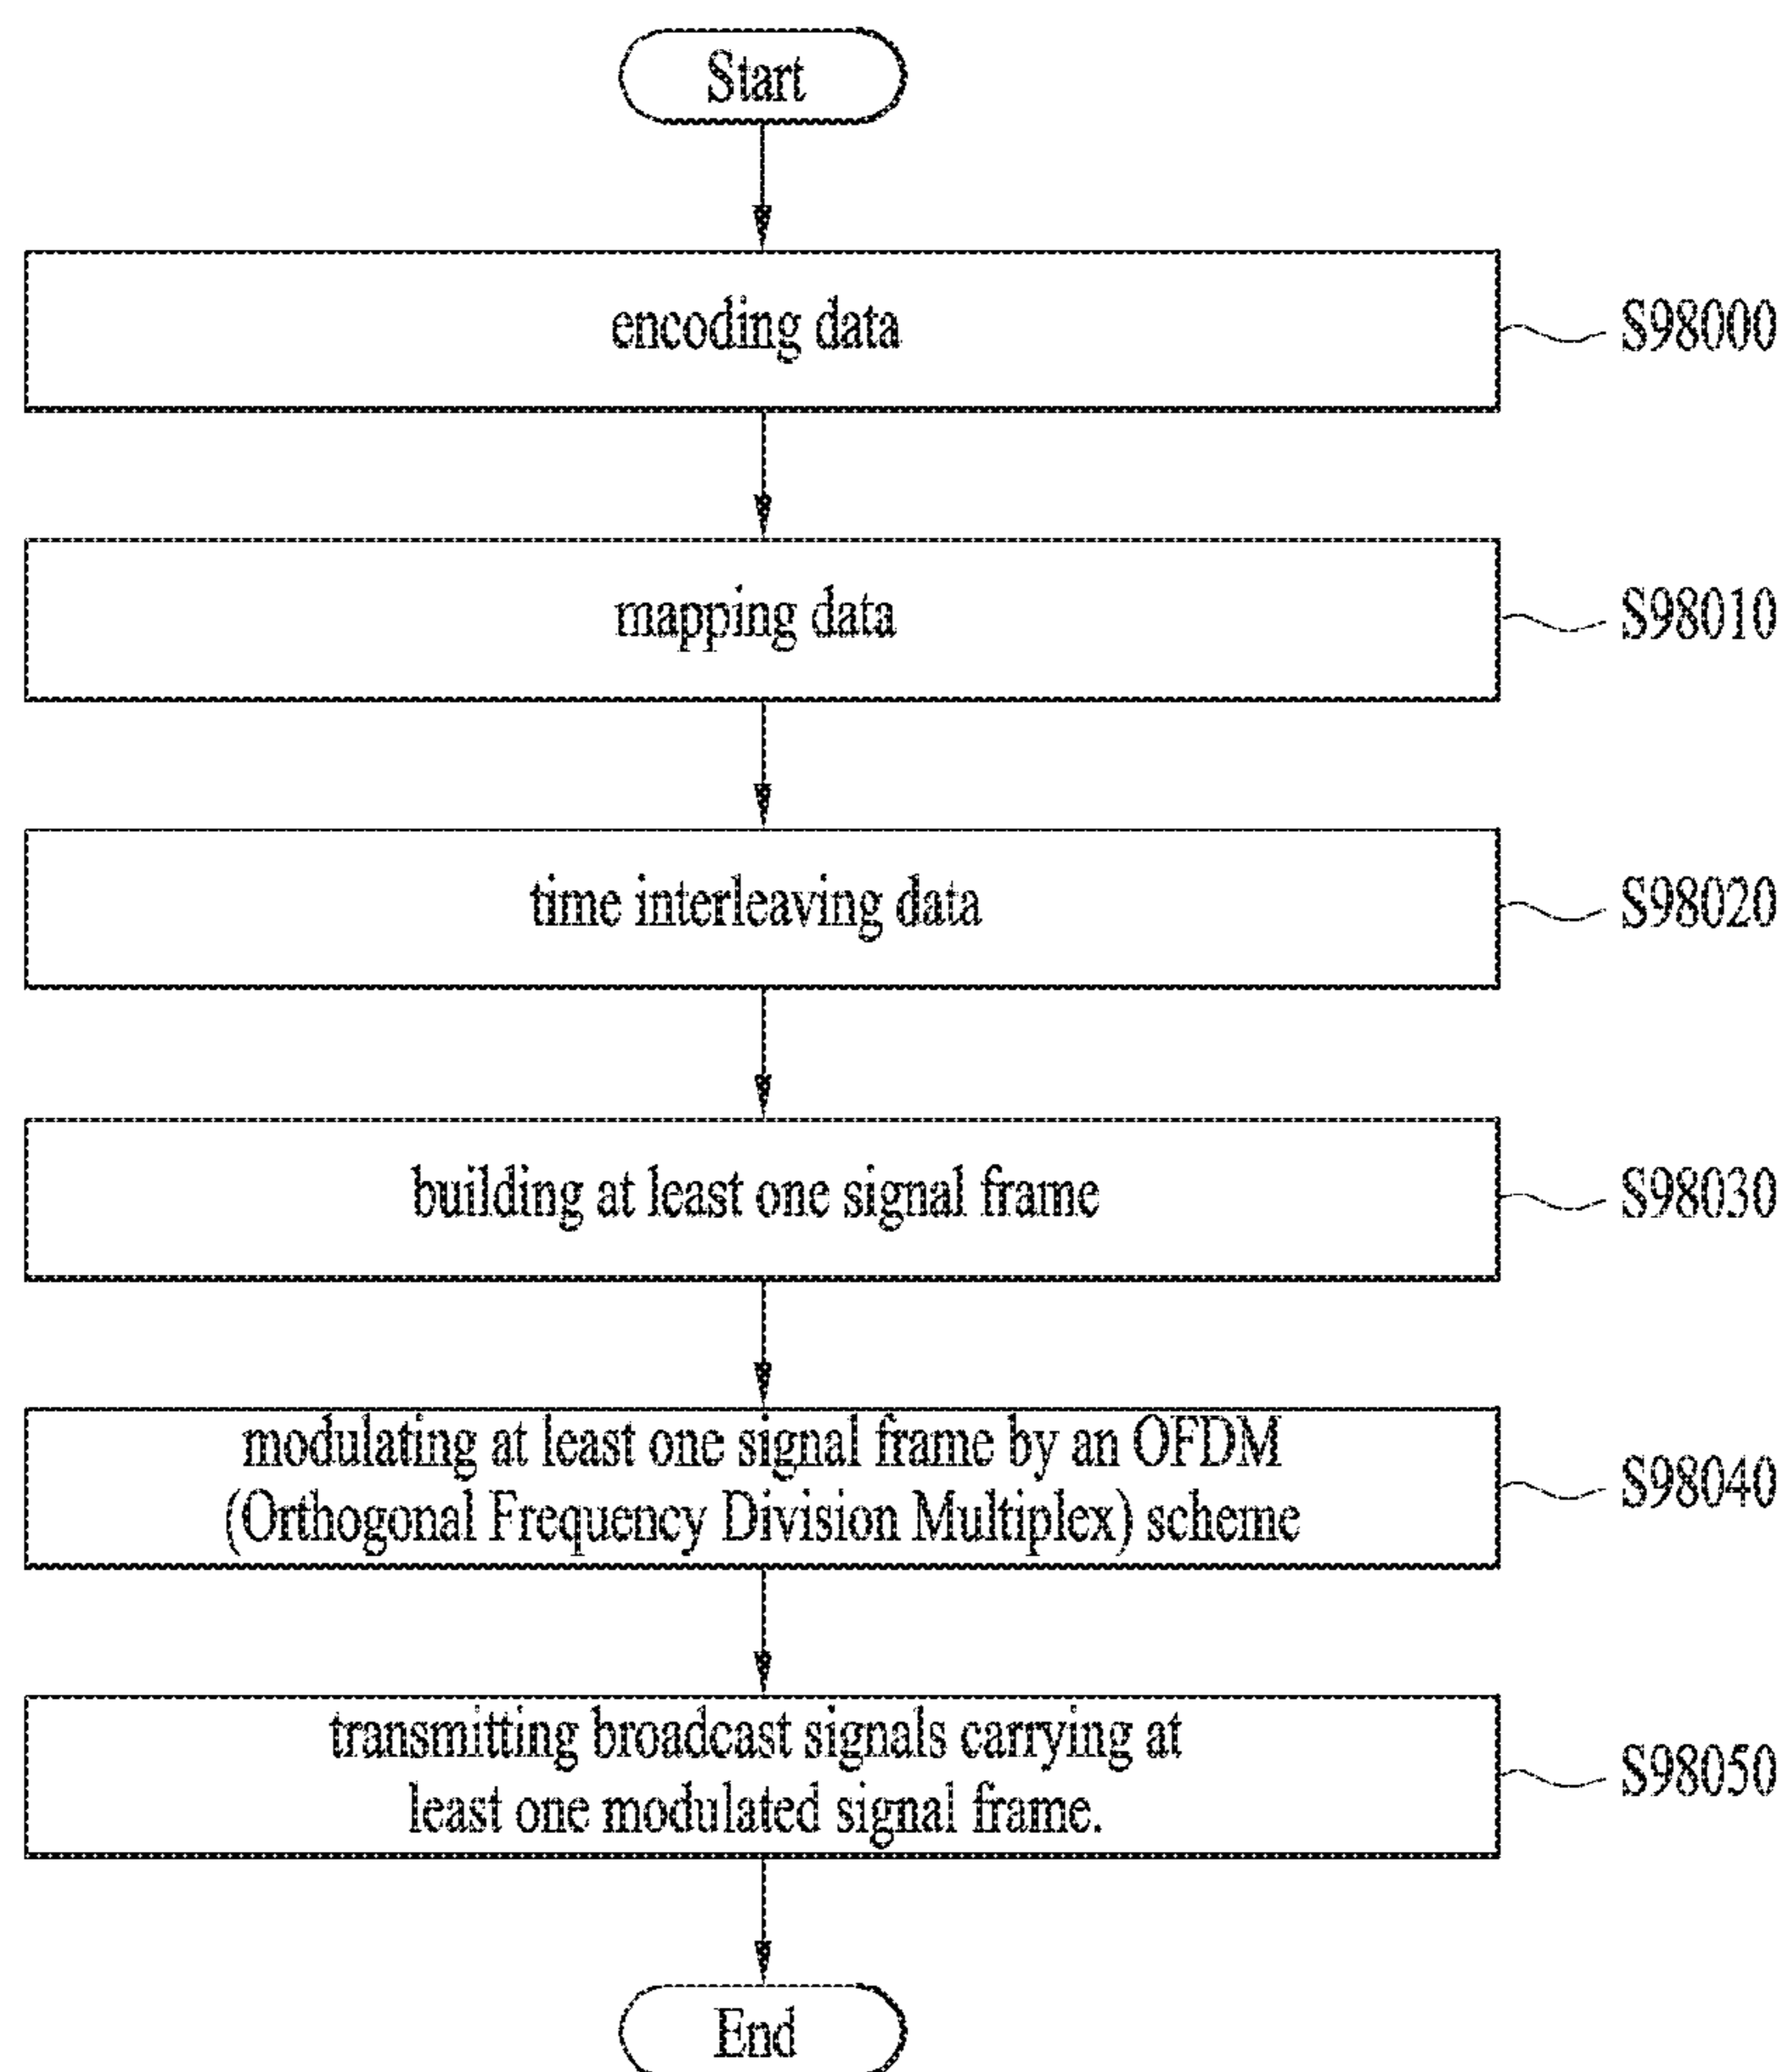 Start
encoding data
S98000
mapping data
S98010
time interleaving data
S98020
building at least one signal frame
S98030
modulating at least one signal frame by an OFDM
(Orthogonal Frequency Division Multiplex) scheme
S98040
transmitting broadcast signals carrying at
least one modulated signal frame.
S98050
End